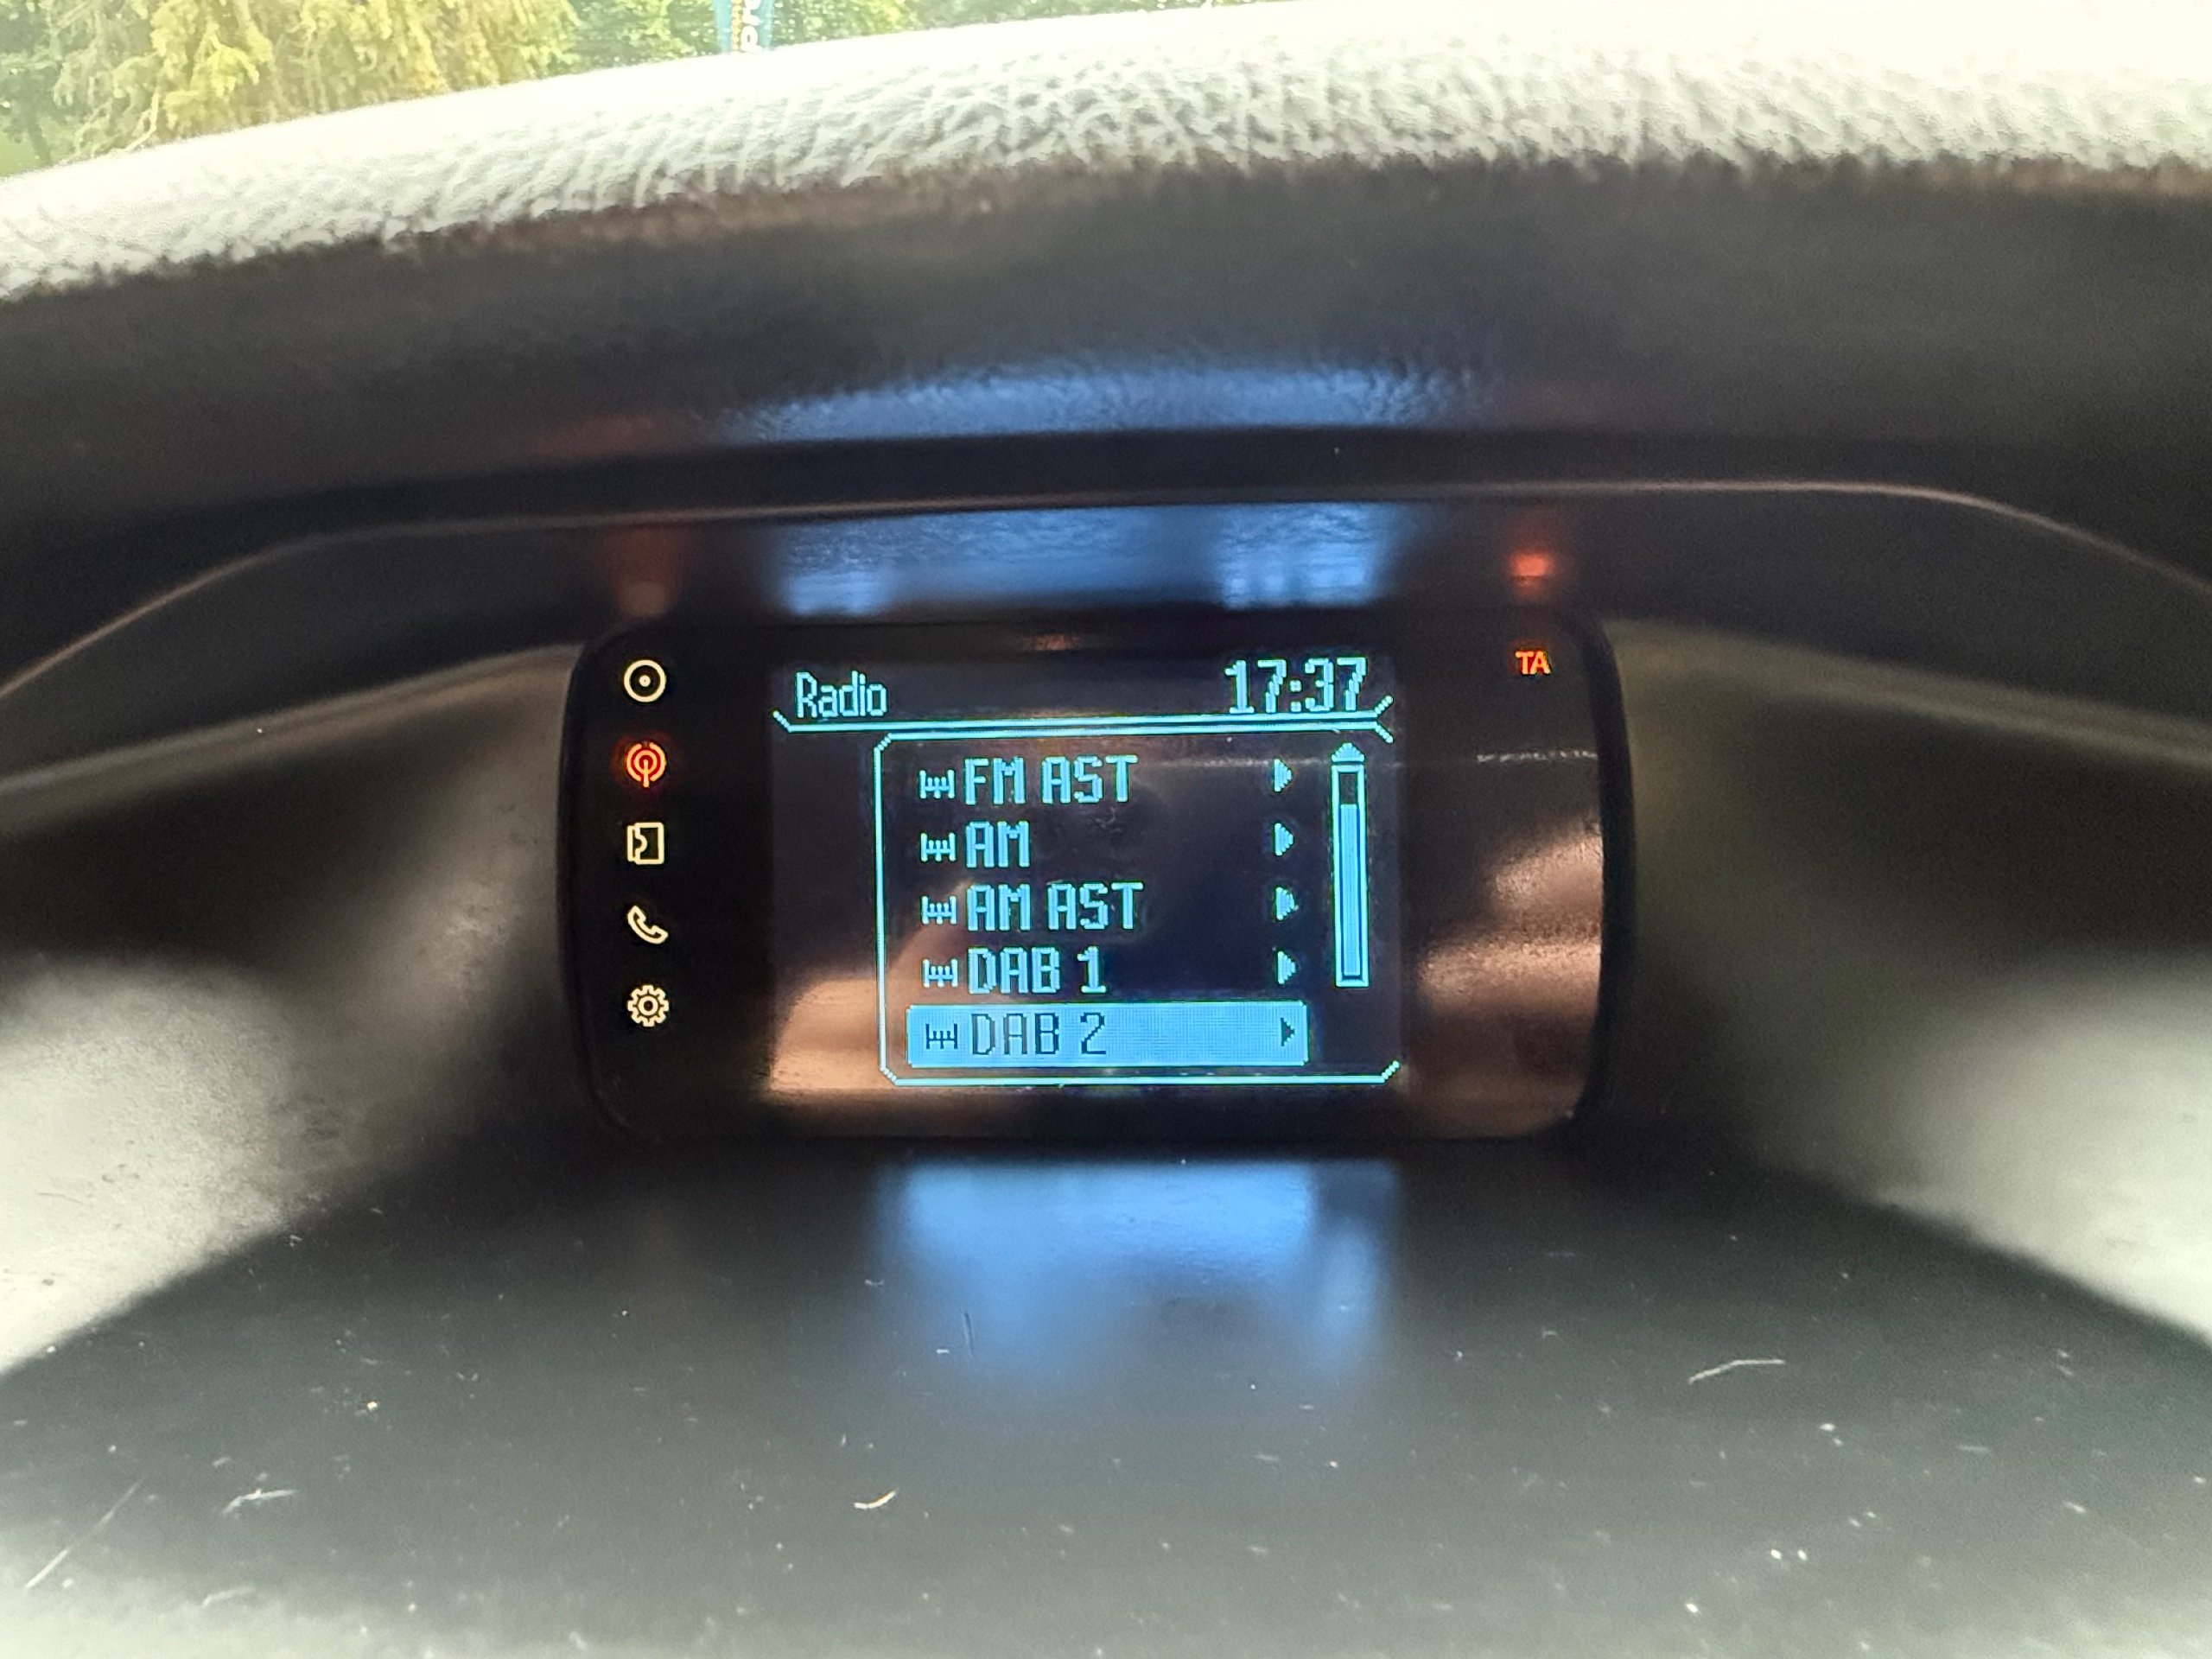 Radio 17:37
TA
FM AST
AM
AM AST
DAB 1
DAB 2